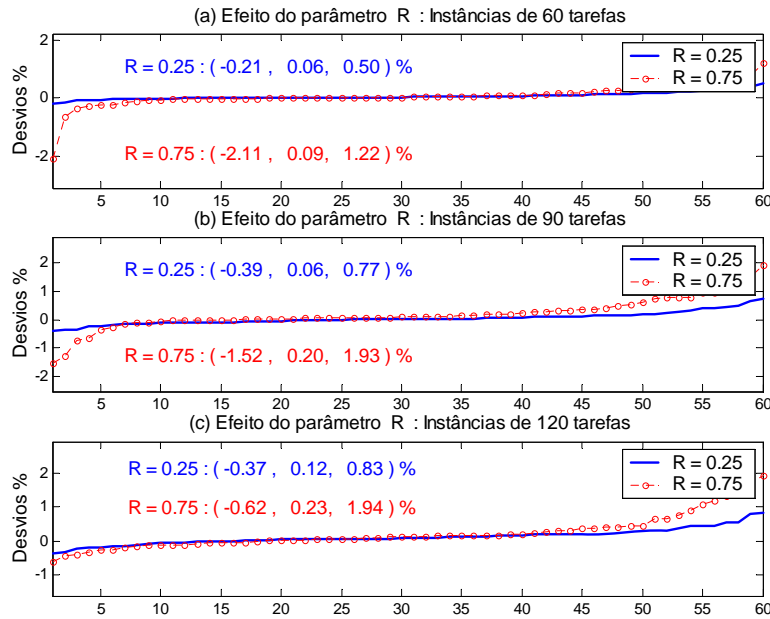 (a) Efeito do parâmetro R : Instâncias de 60 tarefas
2
0
-2
Desvios %
R = 0.25 : ( -0.21 , 0.06, 0.50 ) %
R = 0.75 : ( -2.11 , 0.09, 1.22 ) %
R = 0.25
R = 0.75
5 10 15 20 25 30 35 40 45 50 55 60
(b) Efeito do parâmetro R : Instâncias de 90 tarefas
2
1
0
-1
-2
Desvios %
R = 0.25 : ( -0.39 , 0.06, 0.77 ) %
R = 0.75 : ( -1.52 , 0.20, 1.93 ) %
R = 0.25
R = 0.75
5 10 15 20 25 30 35 40 45 50 55 60
(c) Efeito do parâmetro R : Instâncias de 120 tarefas
2
1
0
-1
Desvios %
R = 0.25 : ( -0.37 , 0.12, 0.83 ) %
R = 0.75 : ( -0.62 , 0.23, 1.94 ) %
R = 0.25
R = 0.75
5 10 15 20 25 30 35 40 45 50 55 60